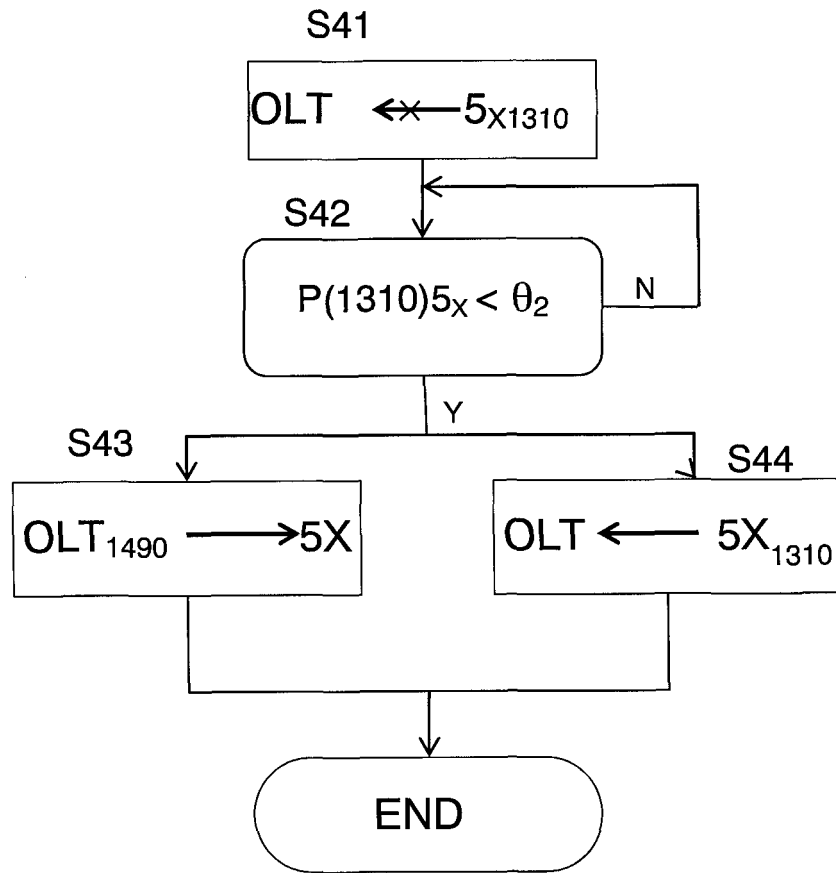 S41
OLT 5X1310
S42
P(1310)5X < θ2
N
Y
S43
S44
OLT1490 5X
OLT 5X1310
END